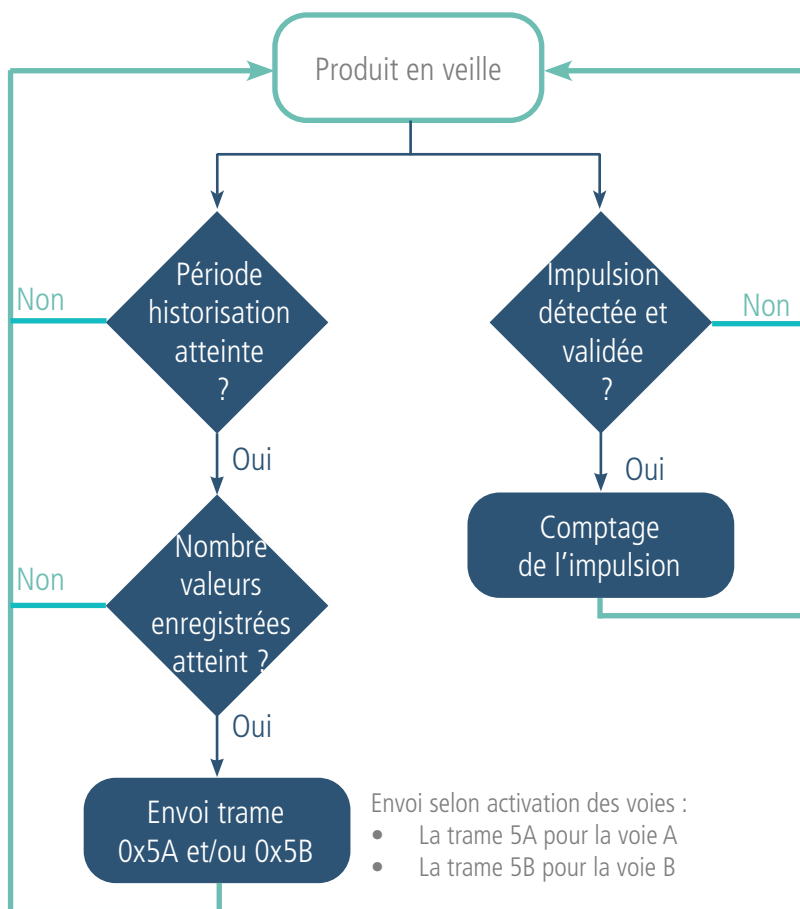 Produit en veille
Période
historisation
atteinte
?
Non
Oui
Impulsion
détectée et
validée
?
Non
Oui
Nombre
valeurs
enregistrées
atteint ?
Non
Oui
Comptage
de l'impulsion
Envoi trame
0x5A et/ou 0x5B
Envoi selon activation des voies :
• La trame 5A pour la voie A
• La trame 5B pour la voie B